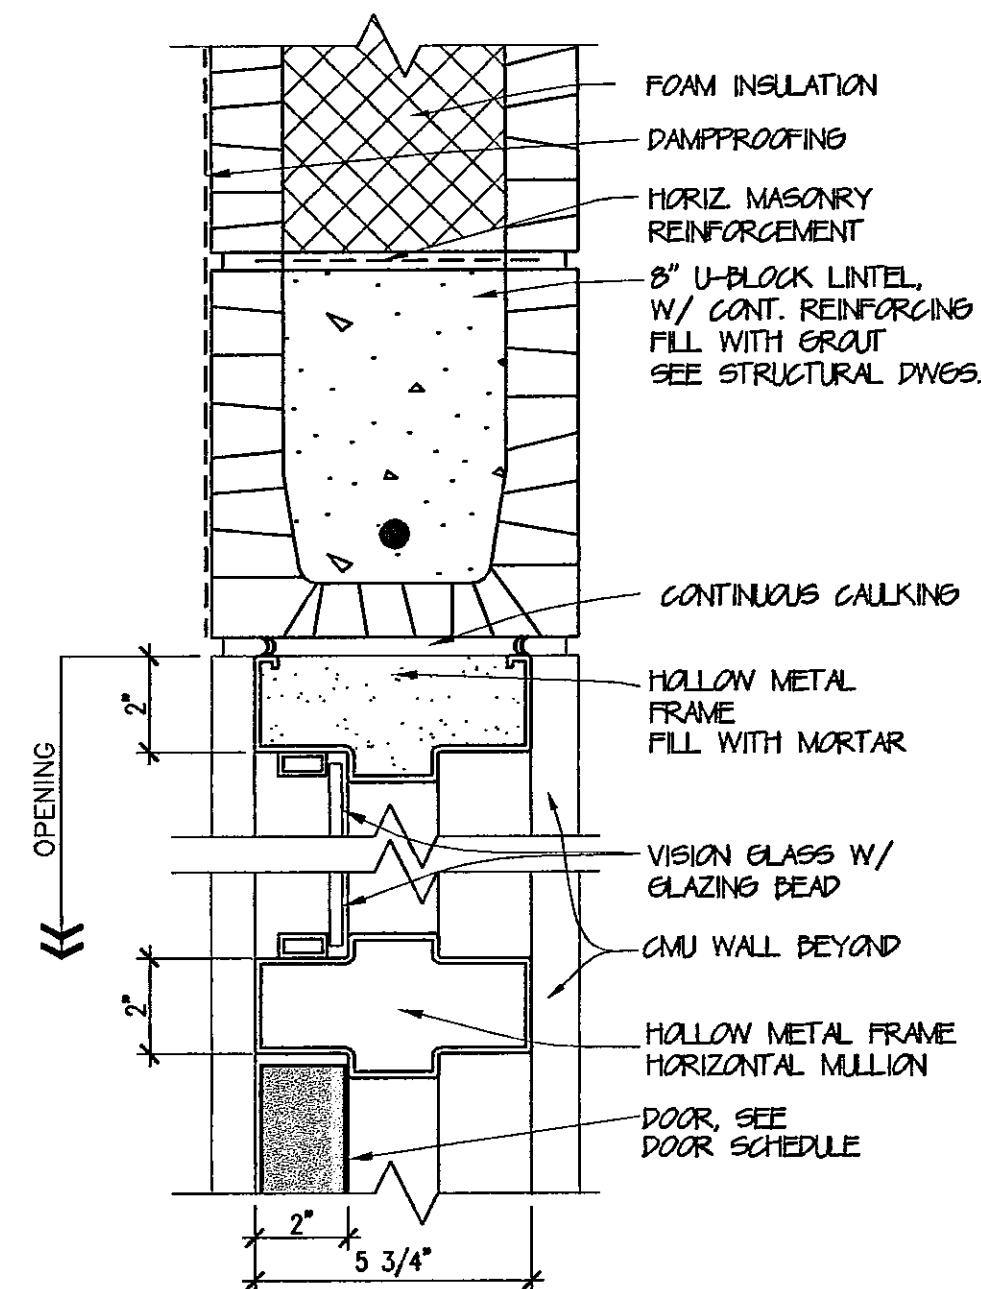 FOAM INSULATION
DAMPPROOFING
HORIZ. MASONRY
REINFORCEMENT
8" U-BLOCK LINTEL,
W/ CONT. REINFORCING
FILL WITH GROUT
SEE STRUCTURAL DWGS.
CONTINUOUS CAULKING
HOLLOW METAL
FRAME
FILL WITH MORTAR
2"
OPENING
VISION GLASS W/
GLAZING BEAD
CMU WALL BEYOND
2"
HOLLOW METAL FRAME
HORIZONTAL MULLION
DOOR, SEE
DOOR SCHEDULE
2"
5 3/4"